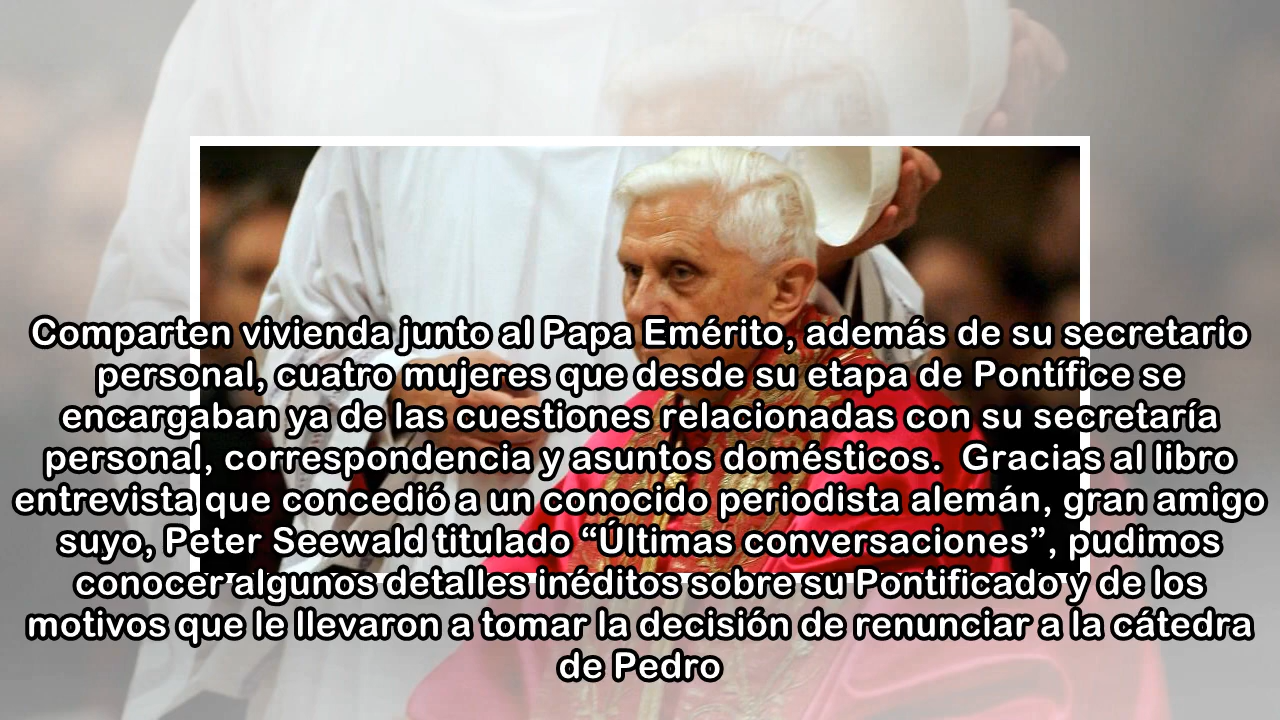 Comparten vivienda junto al Papa Emérito, además de su secretario
personal, cuatro mujeres que desde su etapa de Pontífice se
encargaban ya de las cuestiones relacionadas con su secretaría
personal, correspondencia y asuntos domésticos.  Gracias al libro
entrevista que concedió a un conocido periodista alemán, gran amigo
suyo, Peter Seewald titulado “Últimas conversaciones”, pudimos
conocer algunos detalles inéditos sobre su Pontificado y de los
motivos que le llevaron a tomar la decisión de renunciar a la cátedra
de Pedro